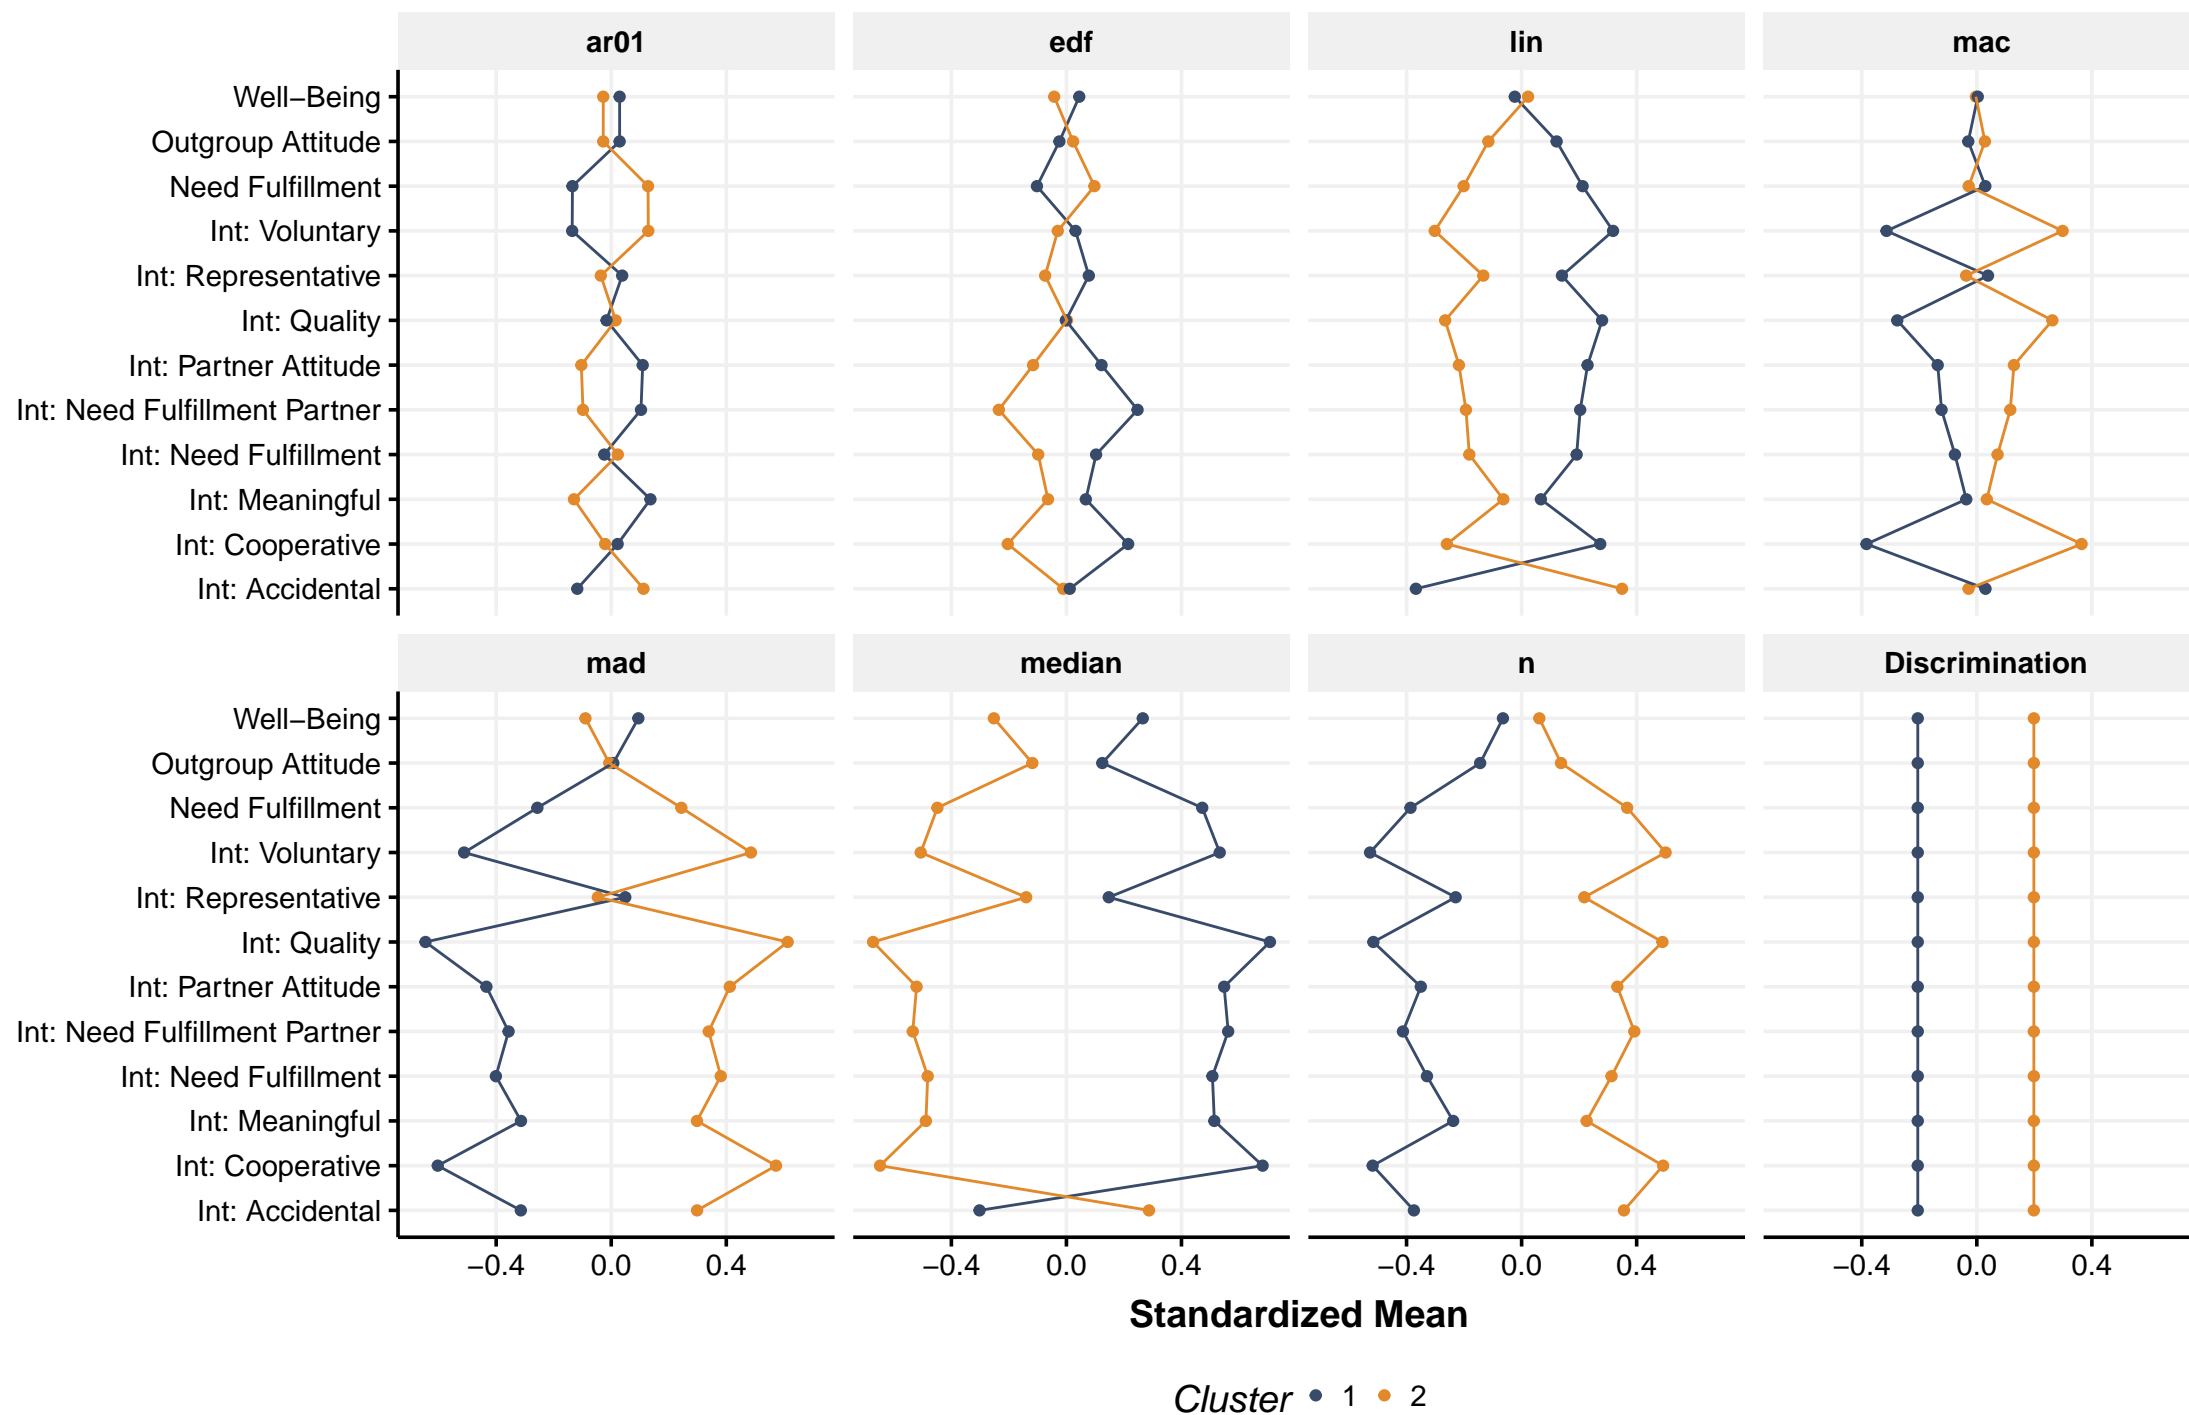 ar01 edf lin mac
Well−Being
Outgroup Attitude
Need Fulfillment
Int: Voluntary
Int: Representative
Int: Quality
Int: Partner Attitude
Int: Need Fulfillment Partner
Int: Need Fulfillment
Int: Meaningful
Int: Cooperative
Int: Accidental
mad median n Discrimination
Well−Being
Outgroup Attitude
Need Fulfillment
Int: Voluntary
Int: Representative
Int: Quality
Int: Partner Attitude
Int: Need Fulfillment Partner
Int: Need Fulfillment
Int: Meaningful
Int: Cooperative
Int: Accidental
−0.4 0.0 0.4 −0.4 0.0 0.4 −0.4 0.0 0.4 −0.4 0.0 0.4
Standardized Mean
Cluster 1 2